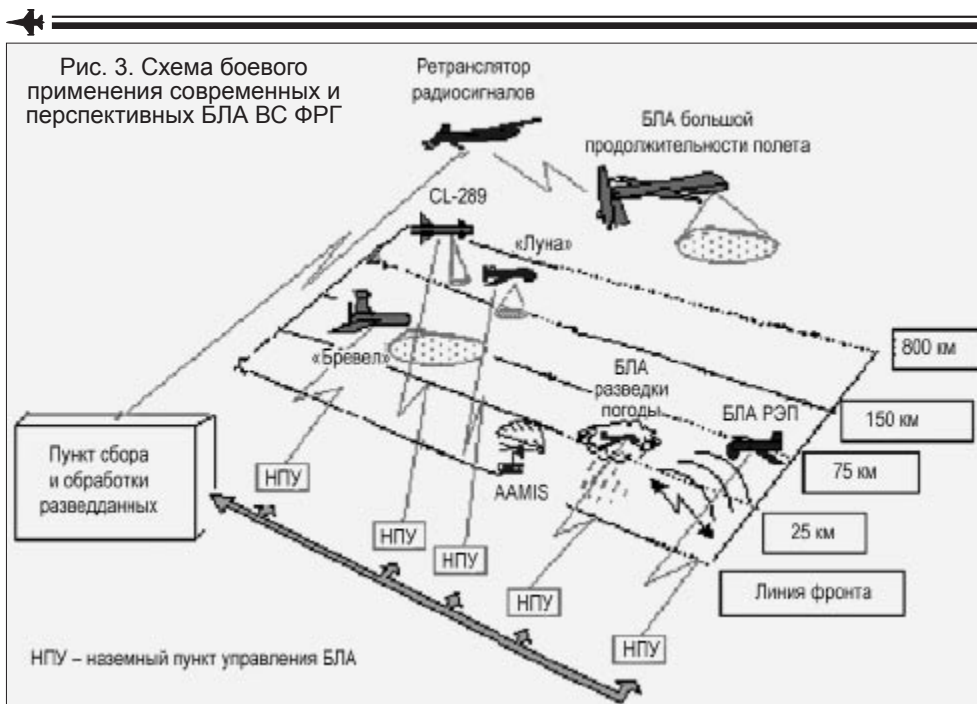 Рис. 3. Схема боевого
применения современных и
перспективных БЛА ВС ФРГ
Ретранслятор
радиосигналов
БЛА большой
продолжительности полета
CL-289
«Луна»
«Бревел»
БЛА
разведки
погоды
БЛА РЭП
AAMIS
800 км
150 км
75 км
25 км
Линия фронта
Пункт сбора
и обработки
разведданных
НПУ
НПУ
НПУ
НПУ
НПУ
НПУ – наземный пункт управления БЛА